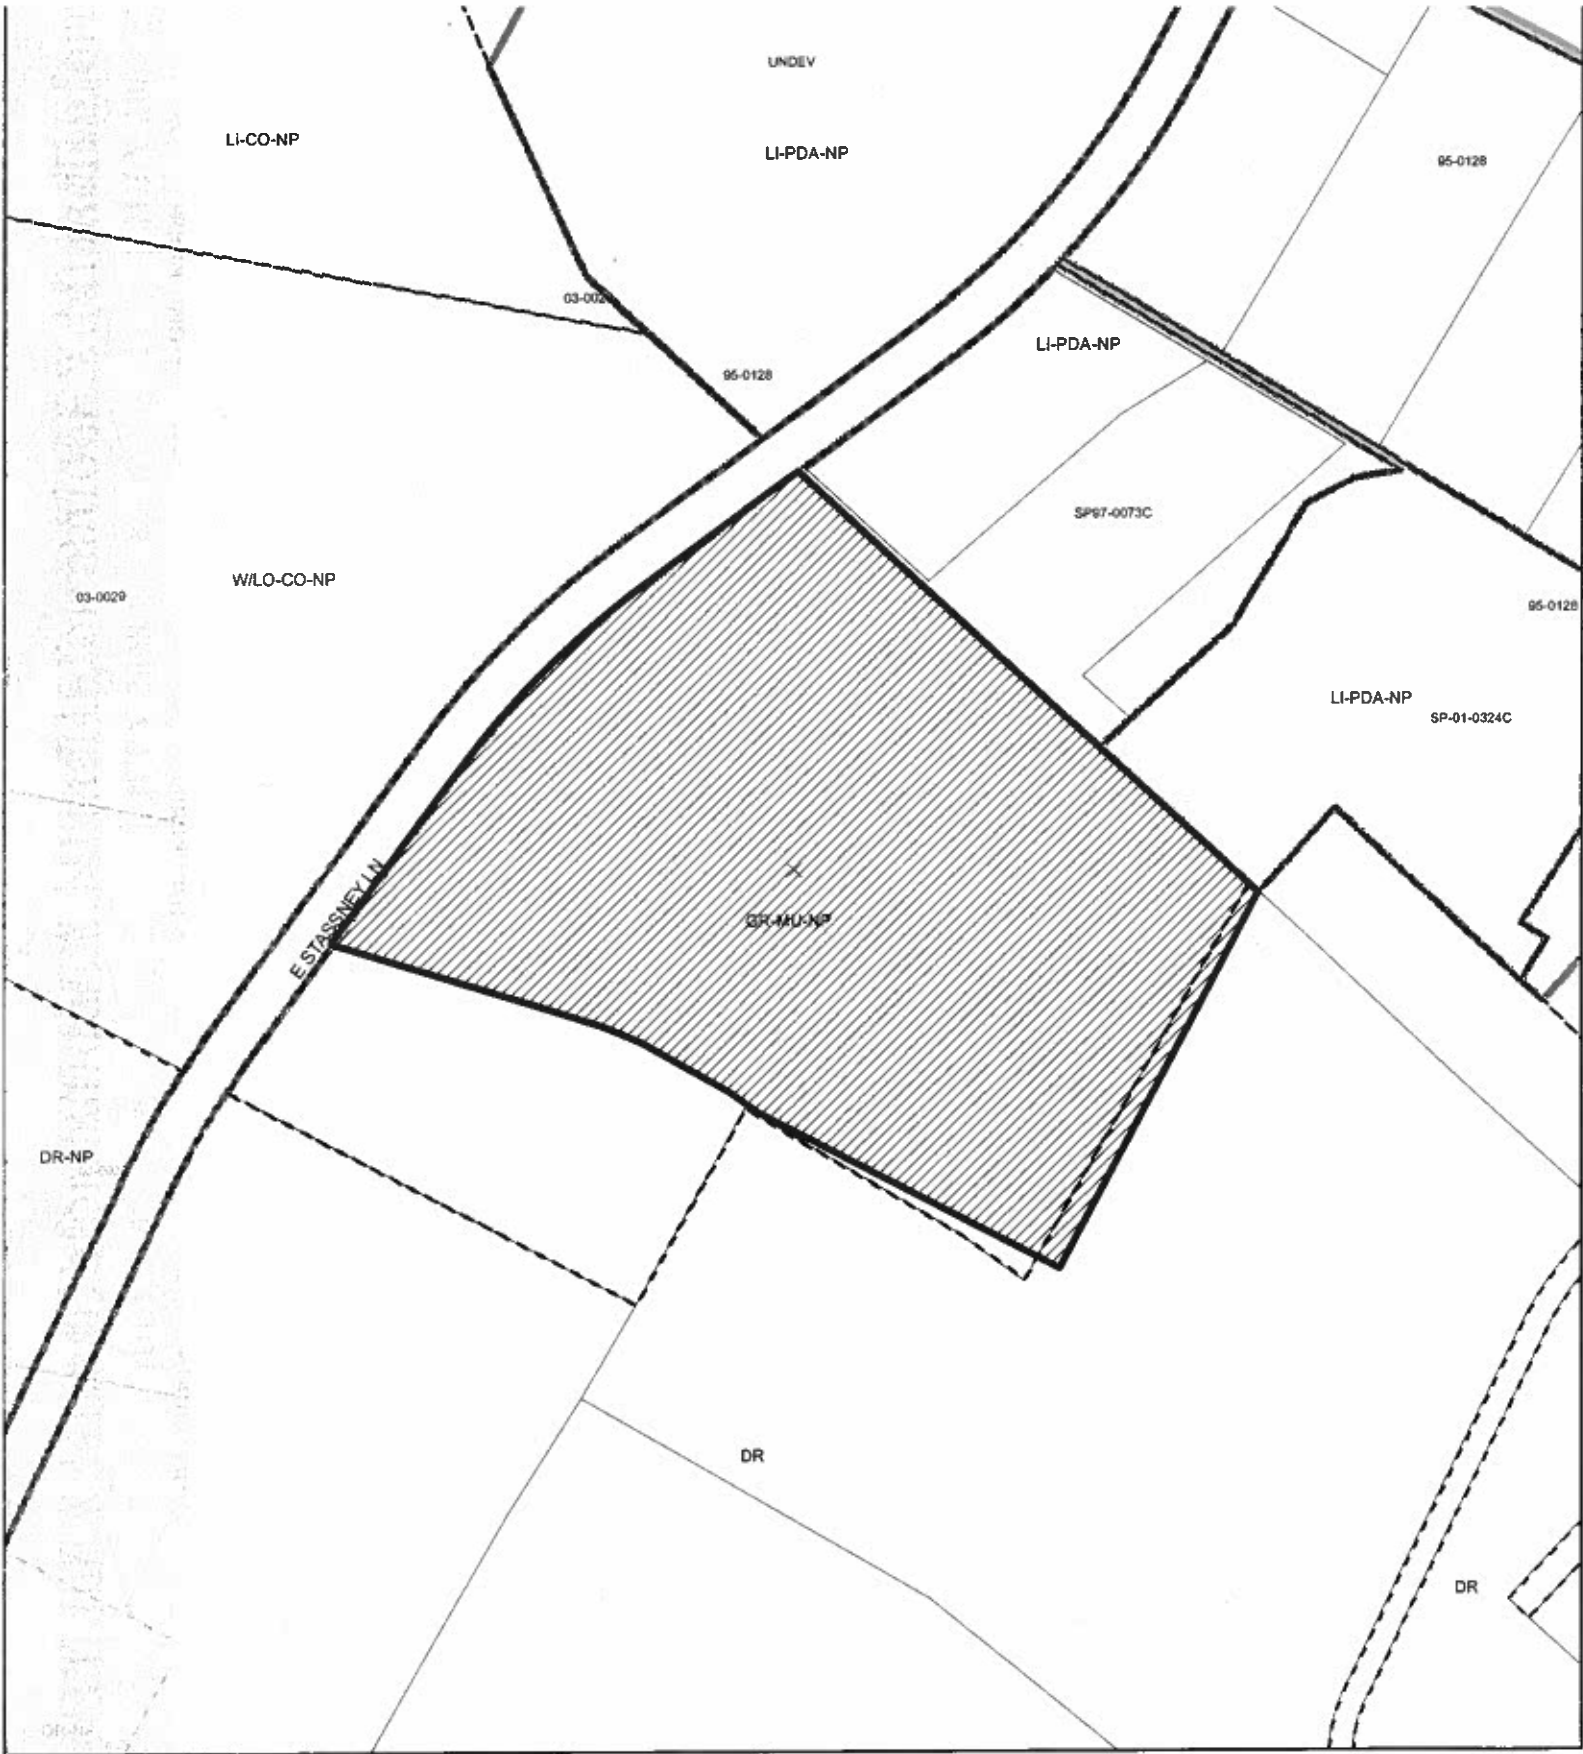 UNDEV
LI-CO-NP
LI-PDA-NP
95-0128
03-002
LI-PDA-NP
95-0128
SP97-0073C
W/LO-CO-NP
03-0029
95-0128
LI-PDA-NP
SP-01-0324C
E STASSNEY LN
GR-MU-NP
DR-NP
DR
DR